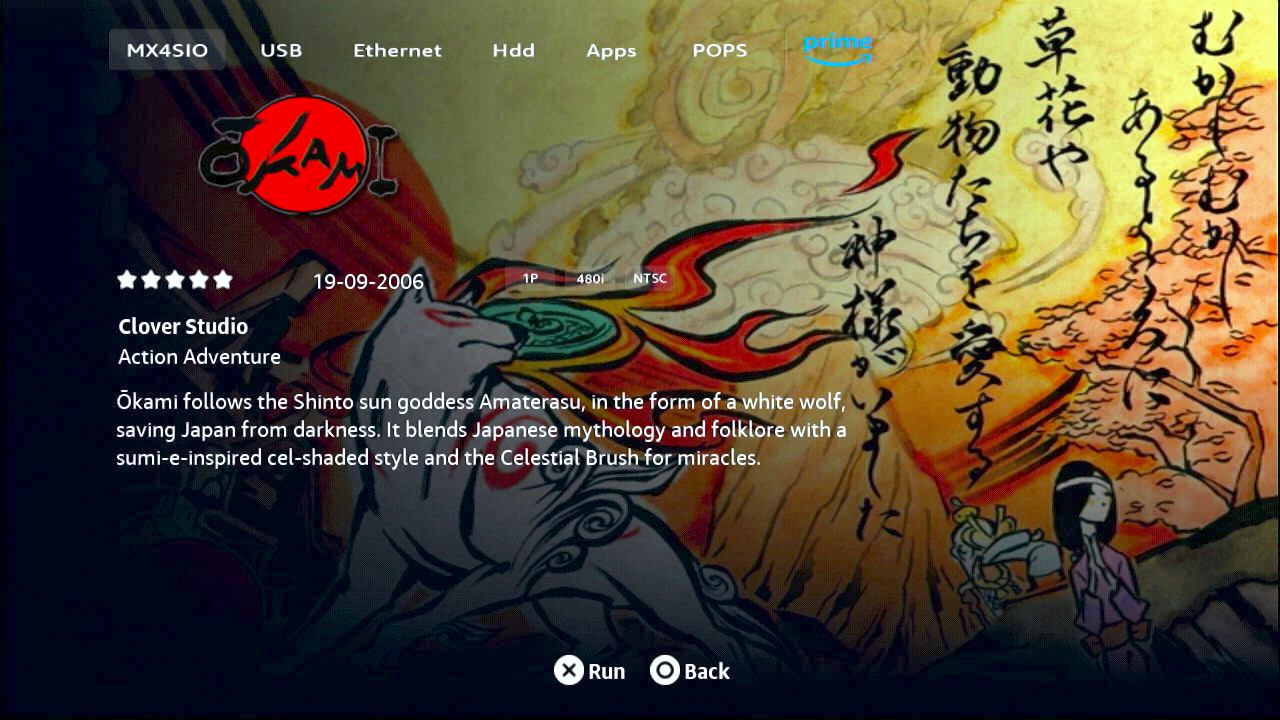 MX4SIO
USB
Ethernet
Hdd
Apps
POPS
prime
ŌKAMI
19-09-2006
1P
480i
NTSC
Clover Studio
Action Adventure
Ōkami follows the Shinto sun goddess Amaterasu, in the form of a white wolf,
saving Japan from darkness. It blends Japanese mythology and folklore with a
sumi-e-inspired cel-shaded style and the Celestial Brush for miracles.
むかしむかし
あるところに
草花や
動物たちを愛する
神様がいました
Run
Back